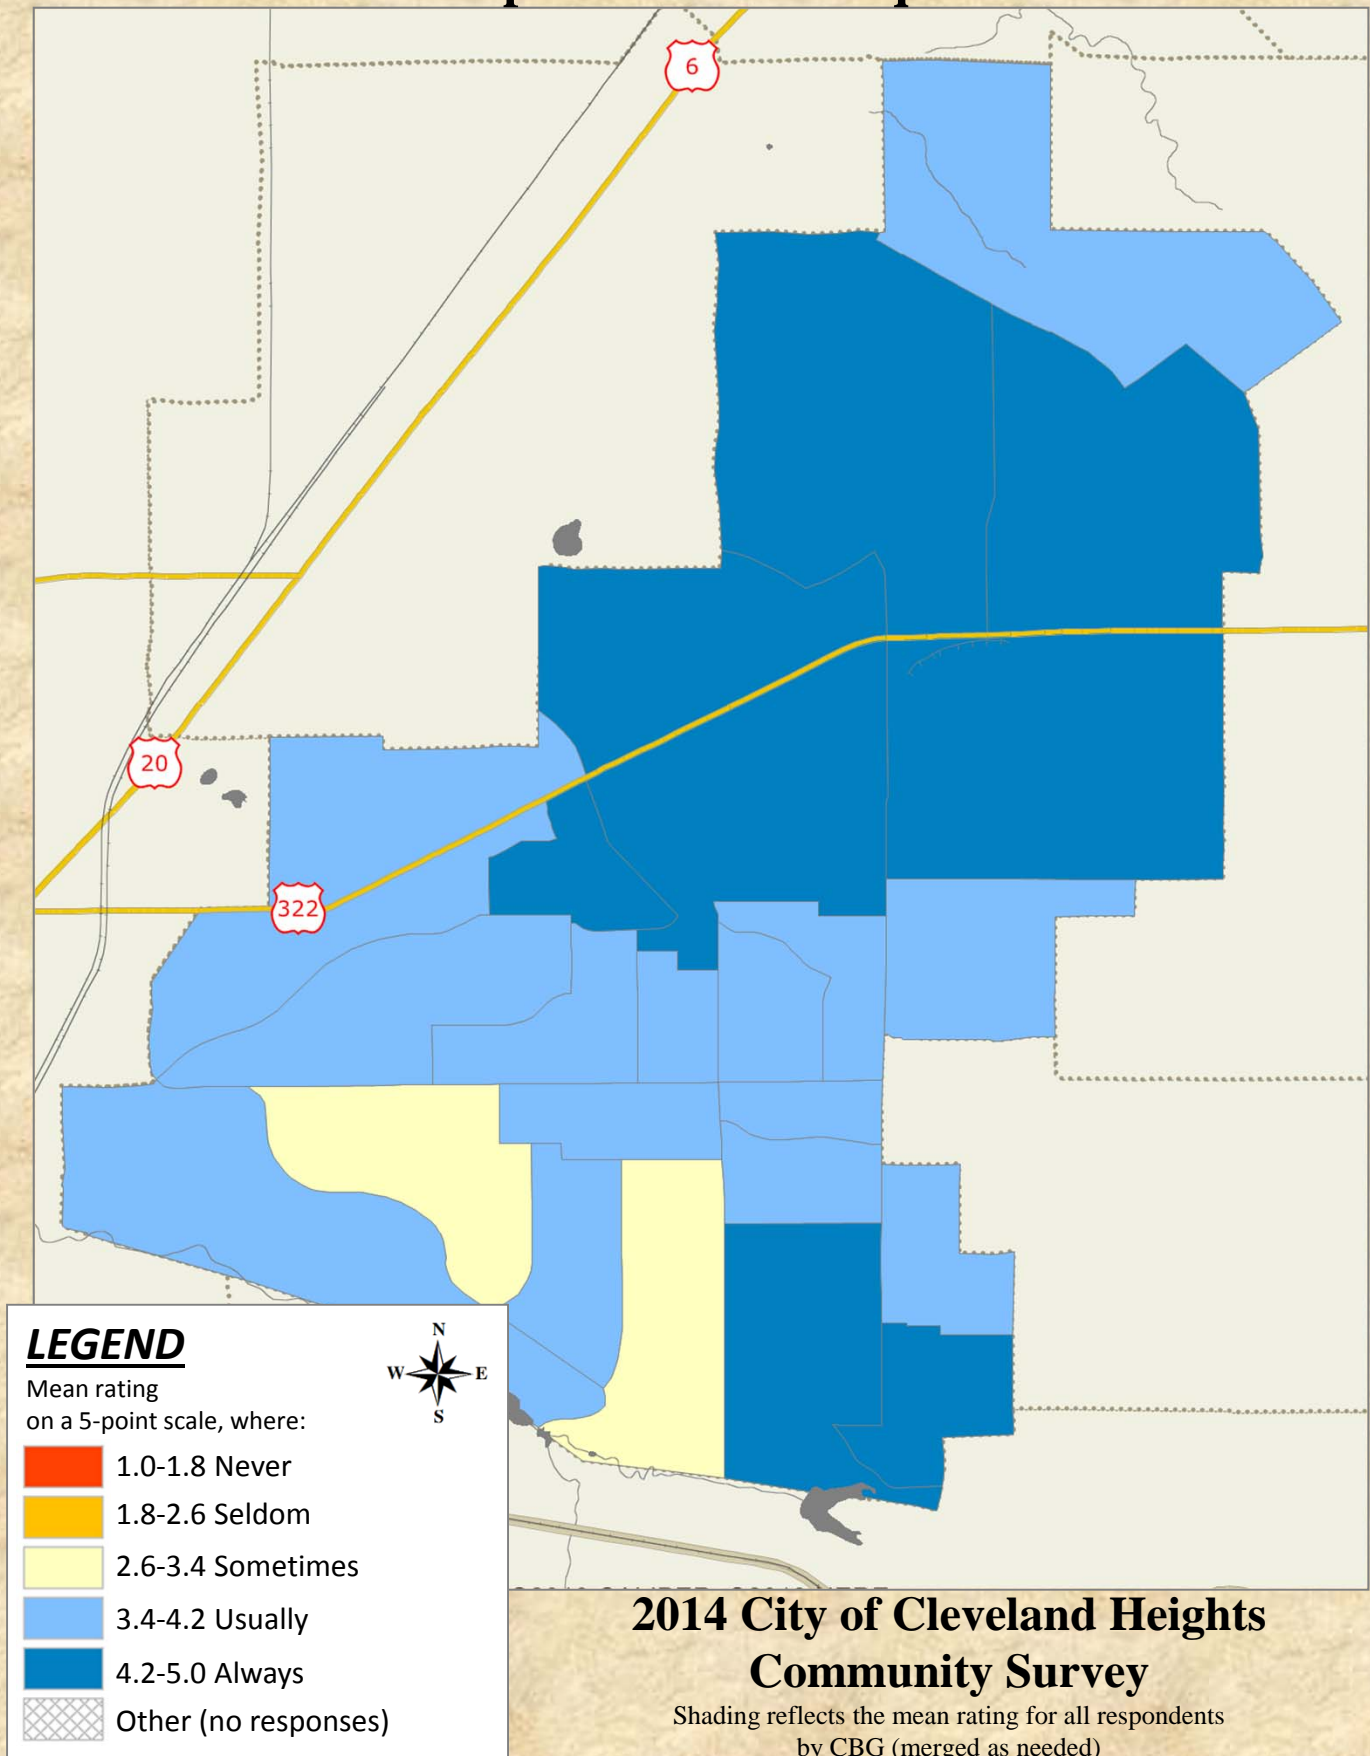 6
20
322
LEGEND
N
W E
S
Mean rating
on a 5-point scale, where:
1.0-1.8 Never
1.8-2.6 Seldom
2.6-3.4 Sometimes
3.4-4.2 Usually
4.2-5.0 Always
Other (no responses)
2014 City of Cleveland Heights
Community Survey
Shading reflects the mean rating for all respondents
by CBG (merged as needed)